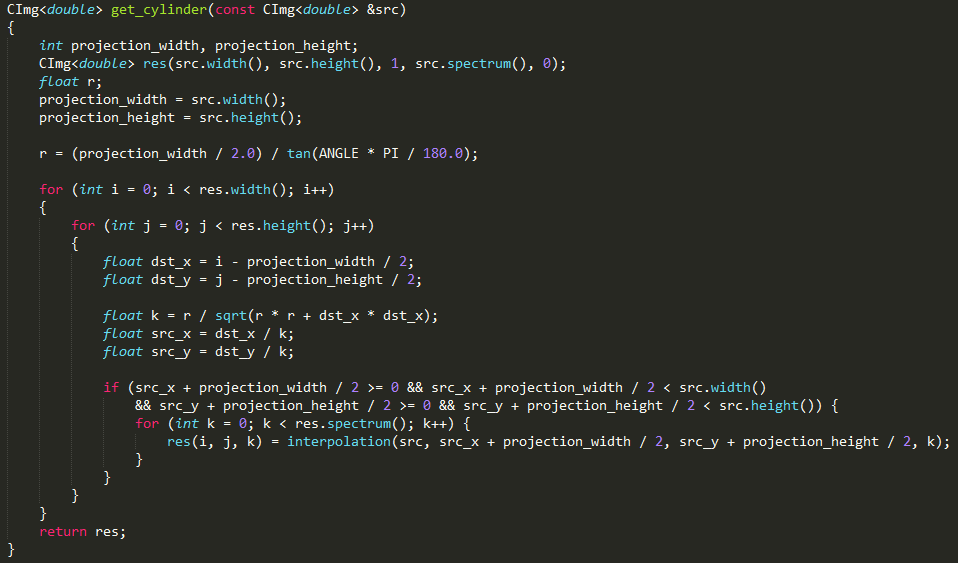 CImg<double> get_cylinder(const CImg<double> &src)
{
    int projection_width, projection_height;
    CImg<double> res(src.width(), src.height(), 1, src.spectrum(), 0);
    float r;
    projection_width = src.width();
    projection_height = src.height();

    r = (projection_width / 2.0) / tan(ANGLE * PI / 180.0);

    for (int i = 0; i < res.width(); i++)
    {
        for (int j = 0; j < res.height(); j++)
        {
            float dst_x = i - projection_width / 2;
            float dst_y = j - projection_height / 2;

            float k = r / sqrt(r * r + dst_x * dst_x);
            float src_x = dst_x / k;
            float src_y = dst_y / k;

            if (src_x + projection_width / 2 >= 0 && src_x + projection_width / 2 < src.width()
                && src_y + projection_height / 2 >= 0 && src_y + projection_height / 2 < src.height()) {
                for (int k = 0; k < res.spectrum(); k++) {
                    res(i, j, k) = interpolation(src, src_x + projection_width / 2, src_y + projection_height / 2, k);
                }
            }
        }
    }
    return res;
}